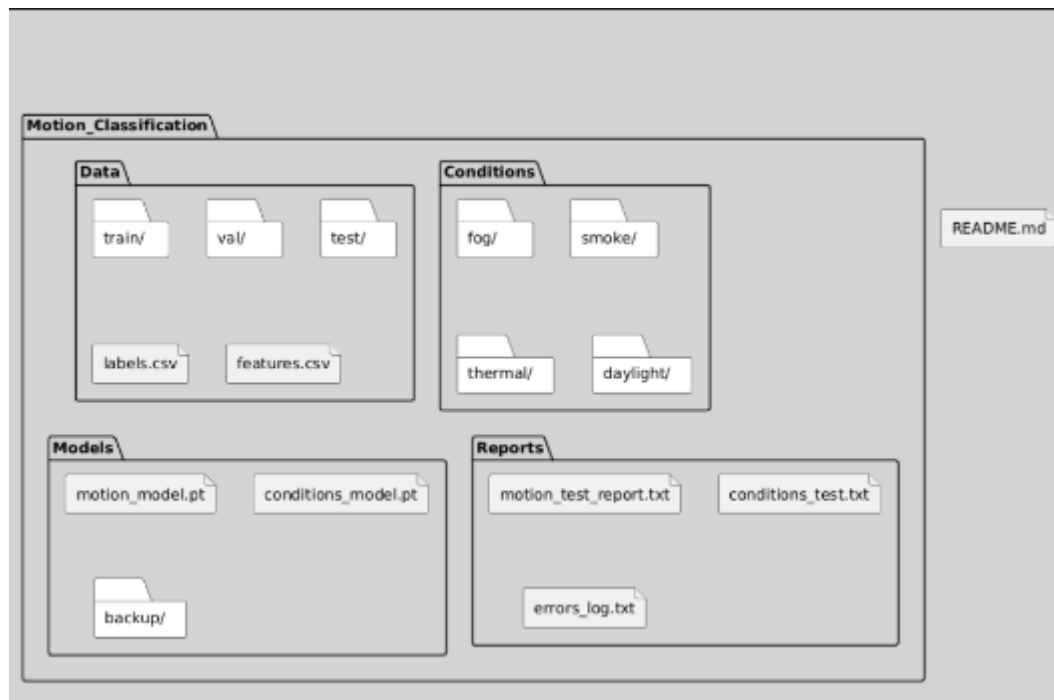 Motion_Classification
Data
Conditions
train/ val/ test/
fog/ smoke/
README.md
labels.csv features.csv
thermal/ daylight/
Models
Reports
motion_model.pt conditions_model.pt
motion_test_report.txt conditions_test.txt
backup/
errors_log.txt